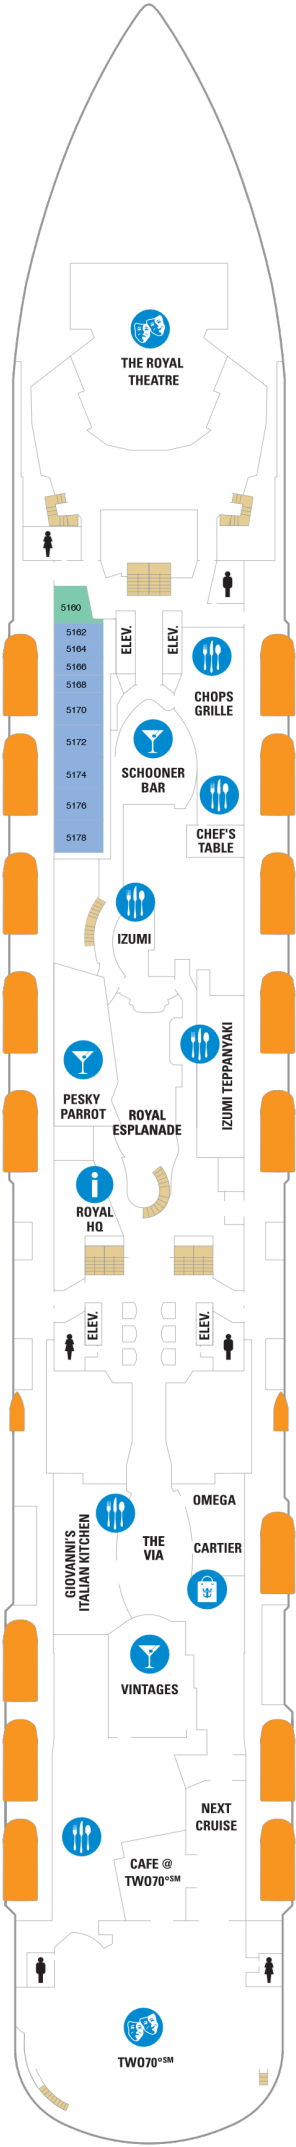 THE ROYAL
THEATRE
5160
5162
5164
5166
5168
5170
5172
5174
5176
5178
ELEV.
ELEV.
CHOPS
GRILLE
SCHOONER
BAR
CHEF'S
TABLE
IZUMI
IZUMI TEPPANYAKI
PESKY
PARROT
ROYAL
ESPLANADE
ROYAL
HQ
ELEV.
ELEV.
GIOVANNI'S
ITALIAN KITCHEN
THE
VIA
OMEGA
CARTIER
VINTAGES
NEXT
CRUISE
CAFE @
TWO70°SM
TWO70°SM